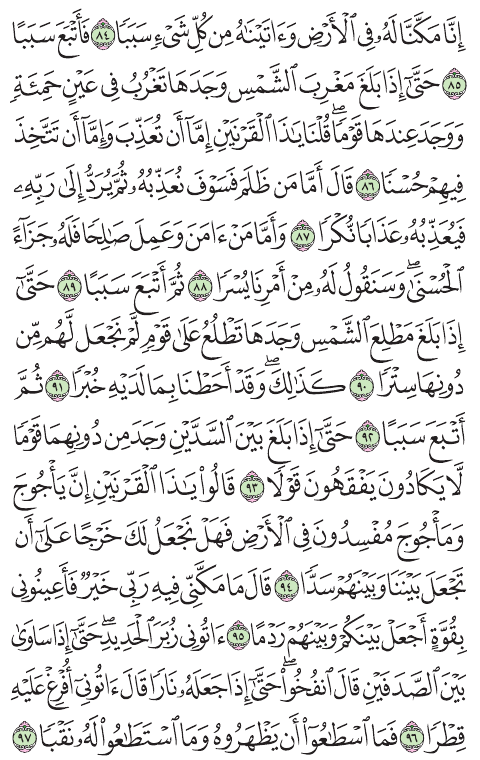 إِنَّا مَكَّنَّا لَهُۥ فِي ٱلۡأَرۡضِ وَءَاتَيۡنَٰهُ مِن كُلِّ شَيۡءٖ سَبَبٗا ٨٤ فَأَتۡبَعَ سَبَبًا
٨٥ حَتَّىٰٓ إِذَا بَلَغَ مَغۡرِبَ ٱلشَّمۡسِ وَجَدَهَا تَغۡرُبُ فِي عَيۡنٍ حَمِئَةٖ
وَوَجَدَ عِندَهَا قَوۡمٗاۖ قُلۡنَا يَٰذَا ٱلۡقَرۡنَيۡنِ إِمَّآ أَن تُعَذِّبَ وَإِمَّآ أَن تَتَّخِذَ
فِيهِمۡ حُسۡنٗا ٨٦ قَالَ أَمَّا مَن ظَلَمَ فَسَوۡفَ نُعَذِّبُهُۥ ثُمَّ يُرَدُّ إِلَىٰ رَبِّهِۦ
فَيُعَذِّبُهُۥ عَذَابٗا نُّكۡرٗا ٨٧ وَأَمَّا مَنۡ ءَامَنَ وَعَمِلَ صَٰلِحٗا فَلَهُۥ جَزَآءً
ٱلۡحُسۡنَىٰۖ وَسَنَقُولُ لَهُۥ مِنۡ أَمۡرِنَا يُسۡرٗا ٨٨ ثُمَّ أَتۡبَعَ سَبَبًا ٨٩ حَتَّىٰٓ
إِذَا بَلَغَ مَطۡلِعَ ٱلشَّمۡسِ وَجَدَهَا تَطۡلُعُ عَلَىٰ قَوۡمٖ لَّمۡ نَجۡعَل لَّهُم مِّن
دُونِهَا سِتۡرٗا ٩٠ كَذَٰلِكَۖ وَقَدۡ أَحَطۡنَا بِمَا لَدَيۡهِ خُبۡرٗا ٩١ ثُمَّ
أَتۡبَعَ سَبَبًا ٩٢ حَتَّىٰٓ إِذَا بَلَغَ بَيۡنَ ٱلسَّدَّيۡنِ وَجَدَ مِن دُونِهِمَا قَوۡمٗا
لَّا يَكَادُونَ يَفۡقَهُونَ قَوۡلٗا ٩٣ قَالُواْ يَٰذَا ٱلۡقَرۡنَيۡنِ إِنَّ يَأۡجُوجَ
وَمَأۡجُوجَ مُفۡسِدُونَ فِي ٱلۡأَرۡضِ فَهَلۡ نَجۡعَلُ لَكَ خَرۡجًا عَلَىٰٓ أَن
تَجۡعَلَ بَيۡنَنَا وَبَيۡنَهُمۡ سَدّٗا ٩٤ قَالَ مَا مَكَّنِّي فِيهِ رَبِّي خَيۡرٞ فَأَعِينُونِي
بِقُوَّةٍ أَجۡعَلۡ بَيۡنَكُمۡ وَبَيۡنَهُمۡ رَدۡمًا ٩٥ ءَاتُونِي زُبَرَ ٱلۡحَدِيدِۖ حَتَّىٰٓ إِذَا سَاوَىٰ
بَيۡنَ ٱلصَّدَفَيۡنِ قَالَ ٱنفُخُواْۖ حَتَّىٰٓ إِذَا جَعَلَهُۥ نَارٗا قَالَ ءَاتُونِيٓ أُفۡرِغۡ عَلَيۡهِ
قِطۡرٗا ٩٦ فَمَا ٱسۡطَٰعُوٓاْ أَن يَظۡهَرُوهُ وَمَا ٱسۡتَطَٰعُواْ لَهُۥ نَقۡبٗا ٩٧